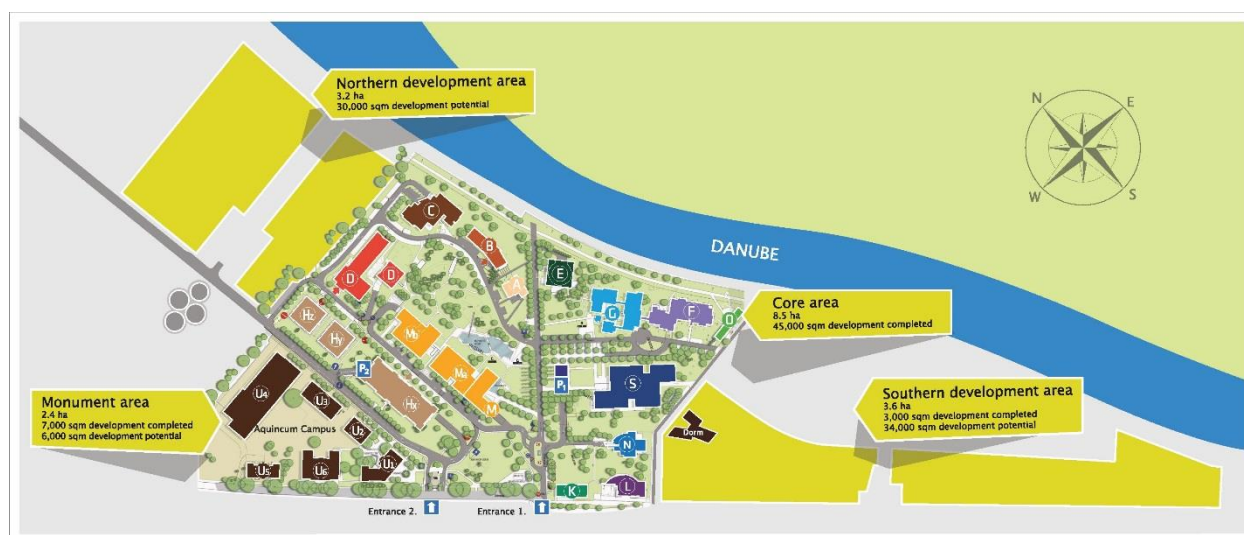 Northern development area
3.2 ha
30,000 sqm development potential
N
E
W
S
DANUBE
C
B
A
E
D
D
G
F
O
Core area
8.5 ha
45,000 sqm development completed
Hz
Hy
Mb
Ma
M
P2
Hx
P1
S
Southern development area
3.6 ha
3,000 sqm development completed
34,000 sqm development potential
Monument area
2.4 ha
7,000 sqm development completed
6,000 sqm development potential
U4
U3
Aquincum Campus
U2
U1
U5
U6
Dorm
N
K
L
Entrance 2.
Entrance 1.